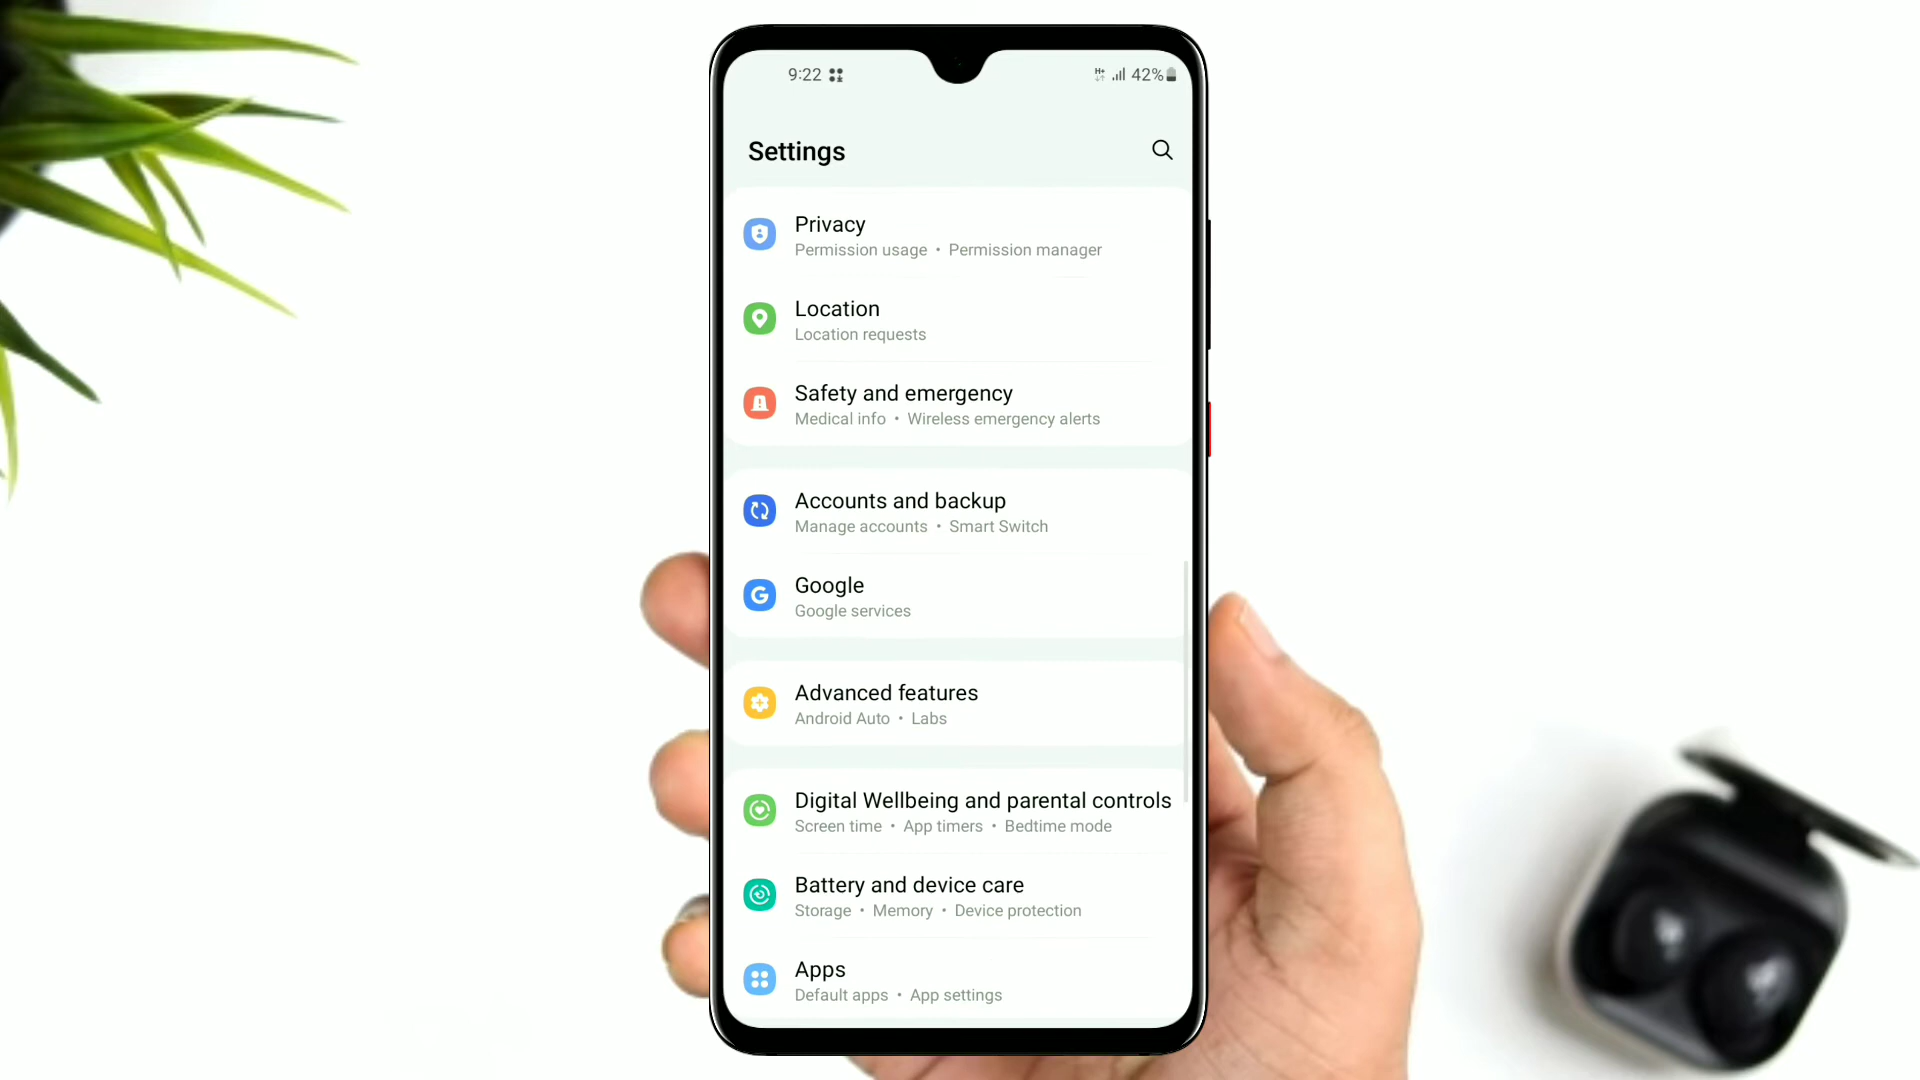 9:22 42%
Settings
Privacy
Permission usage • Permission manager
Location
Location requests
Safety and emergency
Medical info • Wireless emergency alerts
Accounts and backup
Manage accounts • Smart Switch
Google
Google services
Advanced features
Android Auto • Labs
Digital Wellbeing and parental controls
Screen time • App timers • Bedtime mode
Battery and device care
Storage • Memory • Device protection
Apps
Default apps • App settings